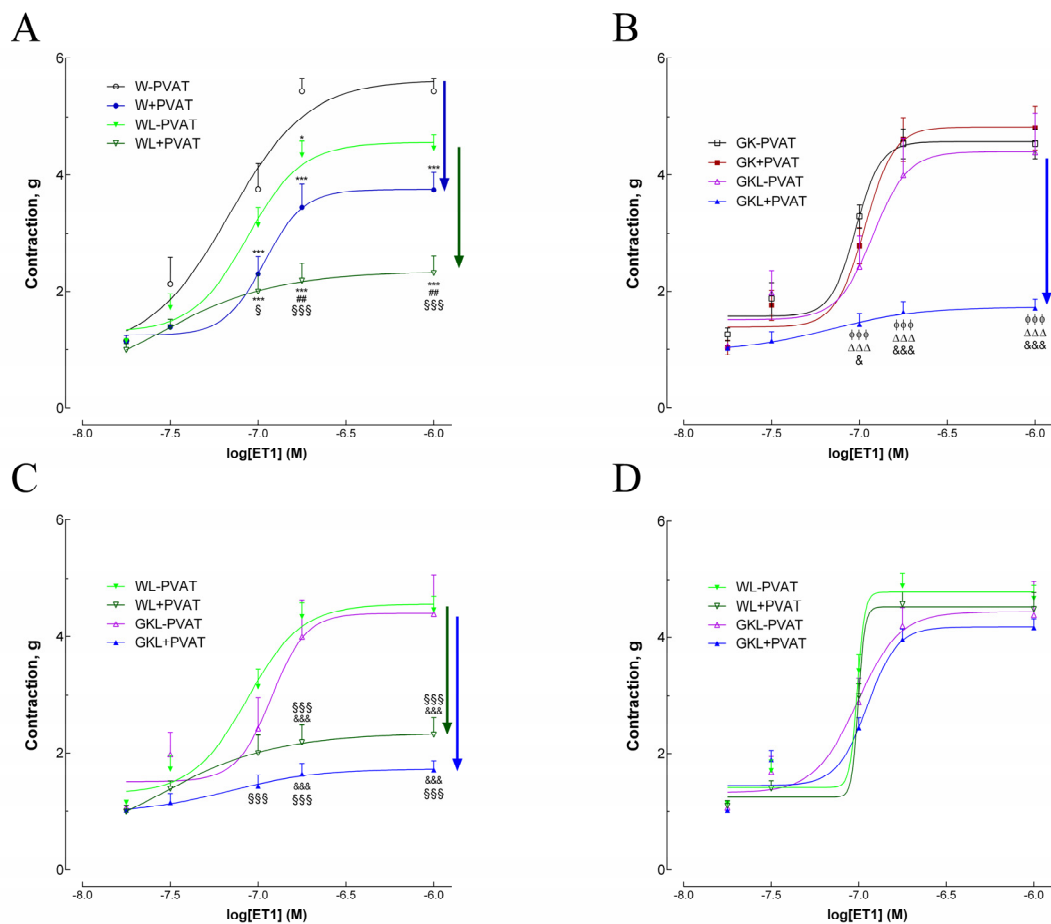 A
6
W-PVAT
W+PVAT
WL-PVAT
WL+PVAT
*
***
4
***
Contraction, g
***
***
***
***
##
##
§
§§§
§§§
2
0
-8.0 -7.5 -7.0 -6.5 -6.0
log[ET1] (M)
B
6
GK-PVAT
GK+PVAT
GKL-PVAT
GKL+PVAT
4
Contraction, g
2
ϕϕϕ ϕϕϕ ϕϕϕ
ΔΔΔ ΔΔΔ ΔΔΔ
& &&& &&&
0
-8.0 -7.5 -7.0 -6.5 -6.0
log[ET1] (M)
C
6
WL-PVAT
WL+PVAT
GKL-PVAT
GKL+PVAT
4
Contraction, g
§§§ §§§
&&& &&&
2
&&& &&&
§§§ §§§ §§§
0
-8.0 -7.5 -7.0 -6.5 -6.0
log[ET1] (M)
D
6
WL-PVAT
WL+PVAT
GKL-PVAT
GKL+PVAT
4
Contraction, g
2
0
-8.0 -7.5 -7.0 -6.5 -6.0
log[ET1] (M)